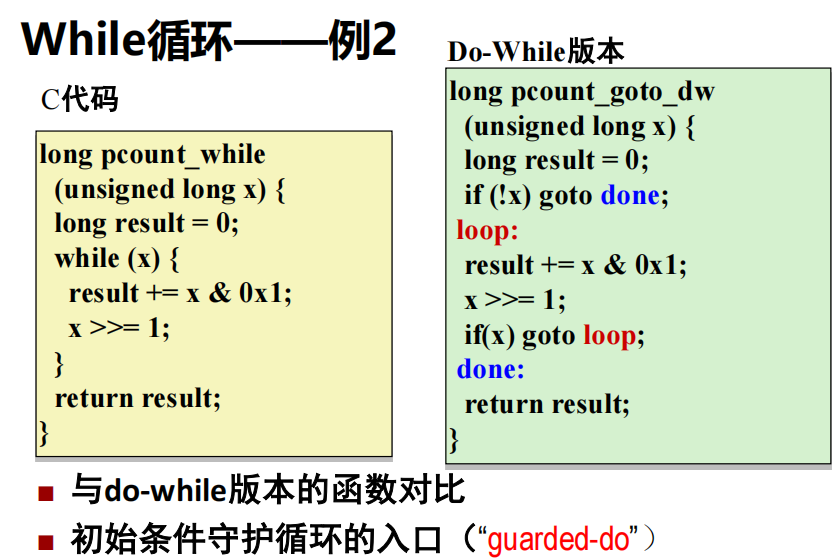 While循环——例2
C代码
long pcount_while
(unsigned long x) {
long result = 0;
while (x) {
result += x & 0x1;
x >>= 1;
}
return result;
}
Do-While版本
long pcount_goto_dw
(unsigned long x) {
long result = 0;
if (!x) goto done;
loop:
result += x & 0x1;
x >>= 1;
if(x) goto loop;
done:
return result;
}
■ 与do-while版本的函数对比
■ 初始条件守护循环的入口（“guarded-do”）